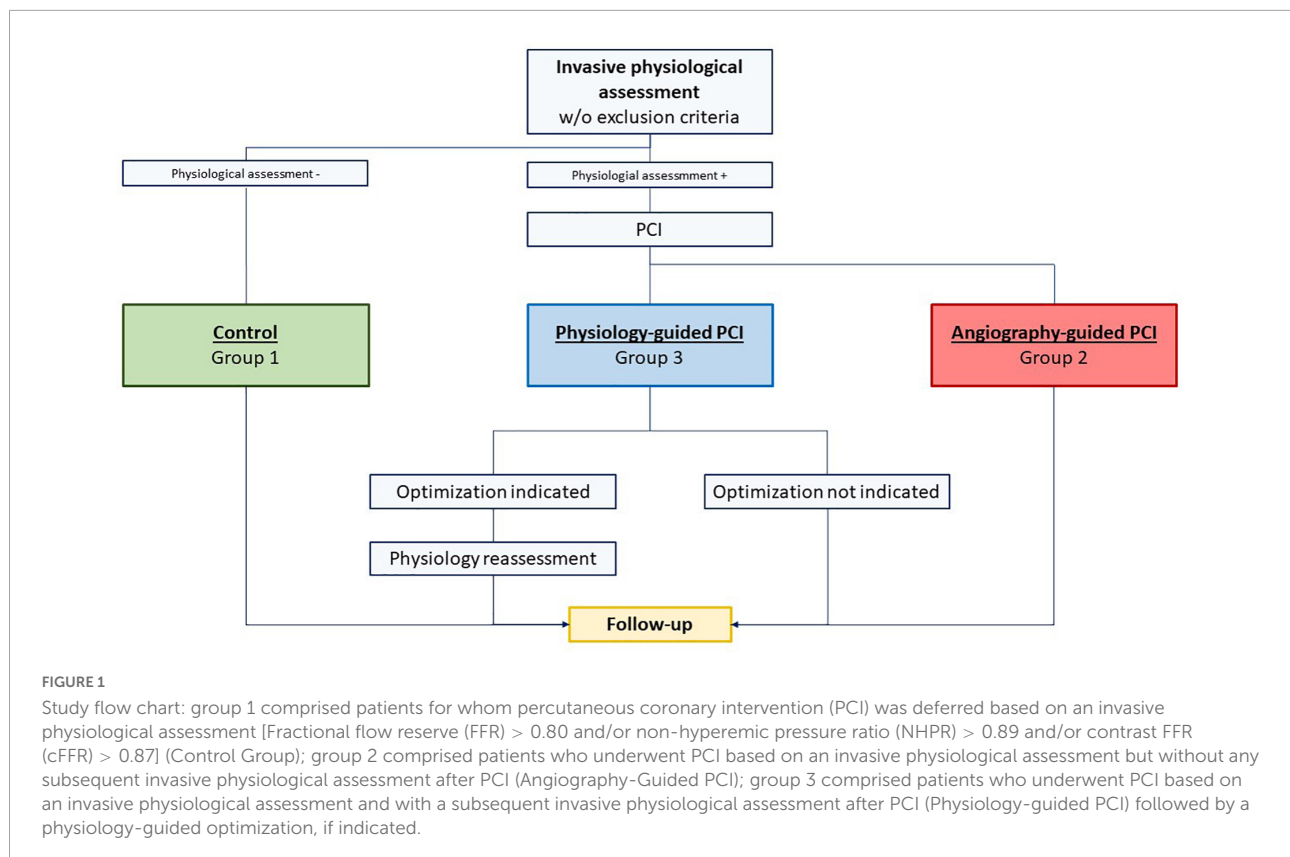 Invasive physiological
assessment
w/o exclusion criteria
Physiological assessment -
Physiologial assessmment +
PCI
Control
Group 1
Physiology-guided PCI
Group 3
Angiography-guided PCI
Group 2
Optimization indicated
Optimization not indicated
Physiology reassessment
Follow-up
FIGURE 1
Study flow chart: group 1 comprised patients for whom percutaneous coronary intervention (PCI) was deferred based on an invasive
physiological assessment [Fractional flow reserve (FFR) > 0.80 and/or non-hyperemic pressure ratio (NHPR) > 0.89 and/or contrast FFR
(cFFR) > 0.87] (Control Group); group 2 comprised patients who underwent PCI based on an invasive physiological assessment but without any
subsequent invasive physiological assessment after PCI (Angiography-Guided PCI); group 3 comprised patients who underwent PCI based on
an invasive physiological assessment and with a subsequent invasive physiological assessment after PCI (Physiology-guided PCI) followed by a
physiology-guided optimization, if indicated.